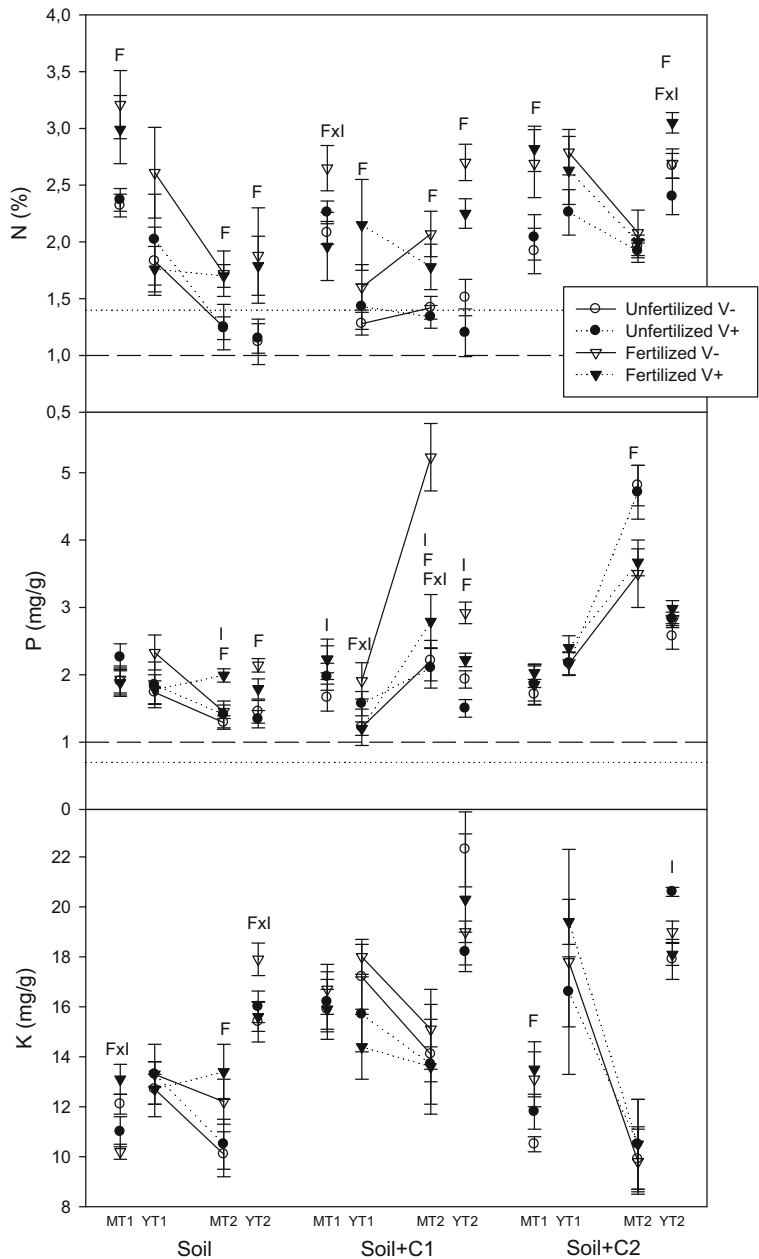 4,0
F
F
3,5
FxI
F
F
FxI
3,0
F
F
2,5
F
F
F
N (%)
2,0
1,5
Unfertilized V-
Unfertilized V+
Fertilized V-
Fertilized V+
1,0
0,5
5
F
4
I
F
FxI
I
F
3
P (mg/g)
I
F
F
I
FxI
2
1
0
22
I
20
FxI
18
K (mg/g)
16
F
F
14
FxI
12
10
8
MT1 YT1 MT2 YT2 MT1 YT1 MT2 YT2 MT1 YT1 MT2 YT2
Soil Soil+C1 Soil+C2